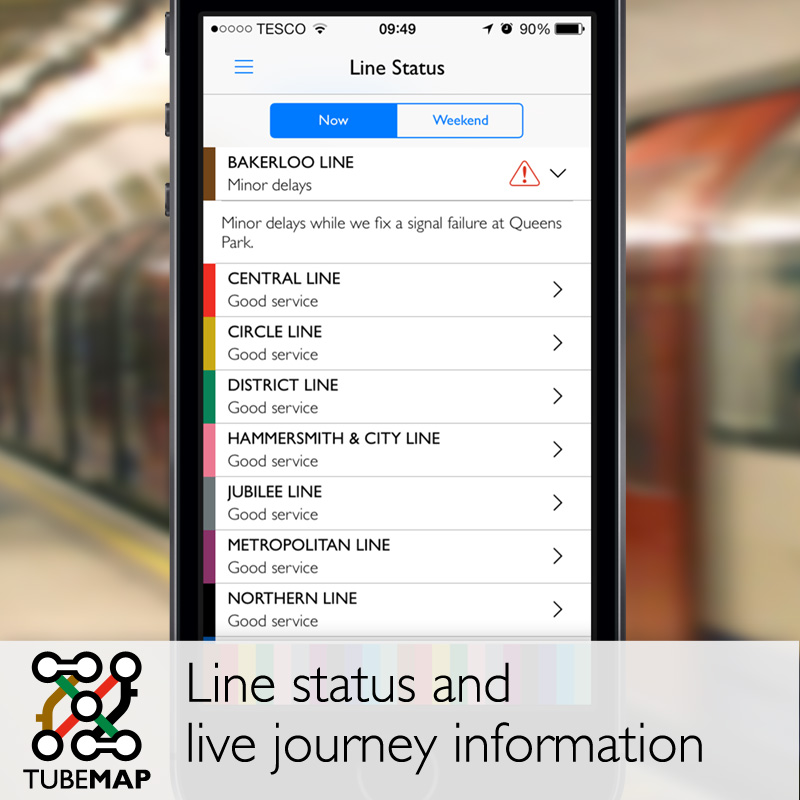 TESCO 09:49 90%
Line Status
Now Weekend
BAKERLOO LINE
Minor delays
Minor delays while we fix a signal failure at Queens
Park.
CENTRAL LINE
Good service
CIRCLE LINE
Good service
DISTRICT LINE
Good service
HAMMERSMITH & CITY LINE
Good service
JUBILEE LINE
Good service
METROPOLITAN LINE
Good service
NORTHERN LINE
Good service
Line status and
live journey information
TUBEMAP